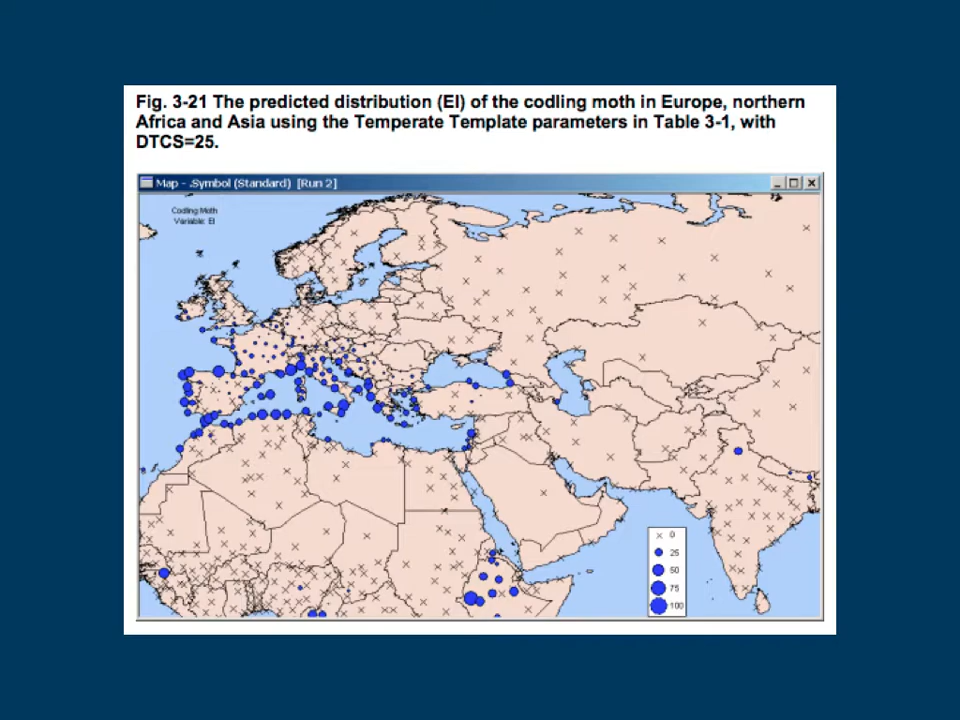 Fig. 3-21 The predicted distribution (EI) of the codling moth in Europe, northern
Africa and Asia using the Temperate Template parameters in Table 3-1, with
DTCS=25.
Map - .Symbol (Standard) [Run 2]
Codling Moth
Variable: EI
0
25
50
75
100